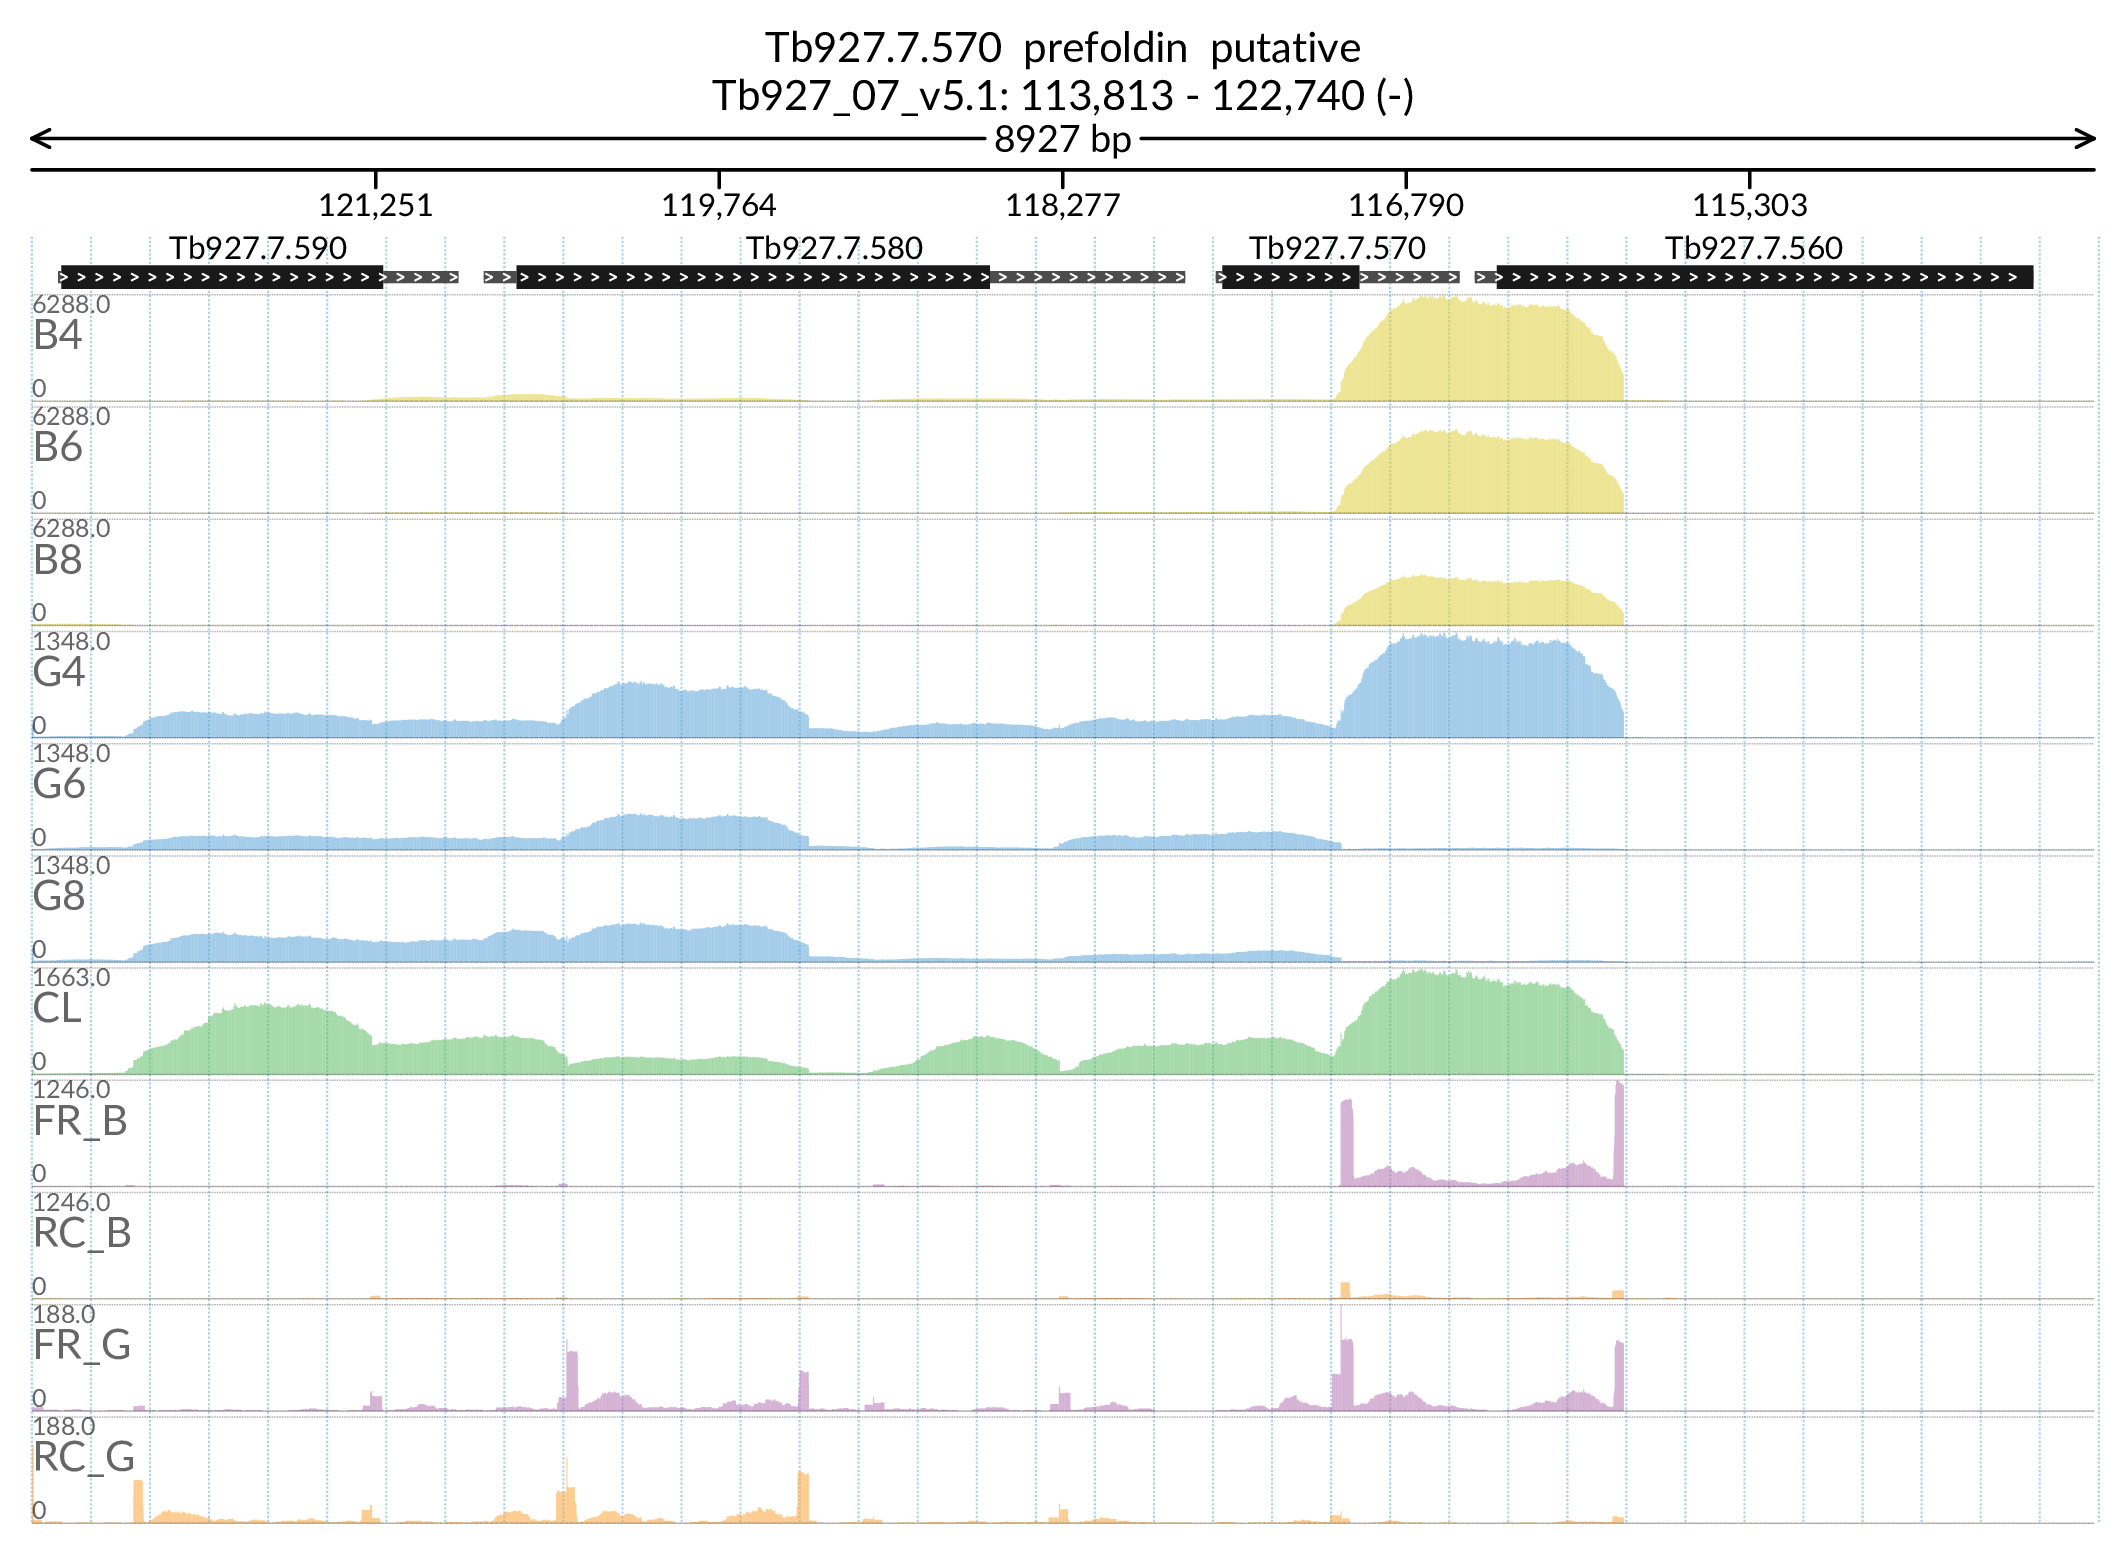 Tb927.7.570 prefoldin putative
Tb927_07_v5.1: 113,813 - 122,740 (-)
8927 bp
121,251 119,764 118,277 116,790 115,303
Tb927.7.590 Tb927.7.580 Tb927.7.570 Tb927.7.560
6288.0
B4
0
6288.0
B6
0
6288.0
B8
0
1348.0
G4
0
1348.0
G6
0
1348.0
G8
0
1663.0
CL
0
1246.0
FR_B
0
1246.0
RC_B
0
188.0
FR_G
0
188.0
RC_G
0